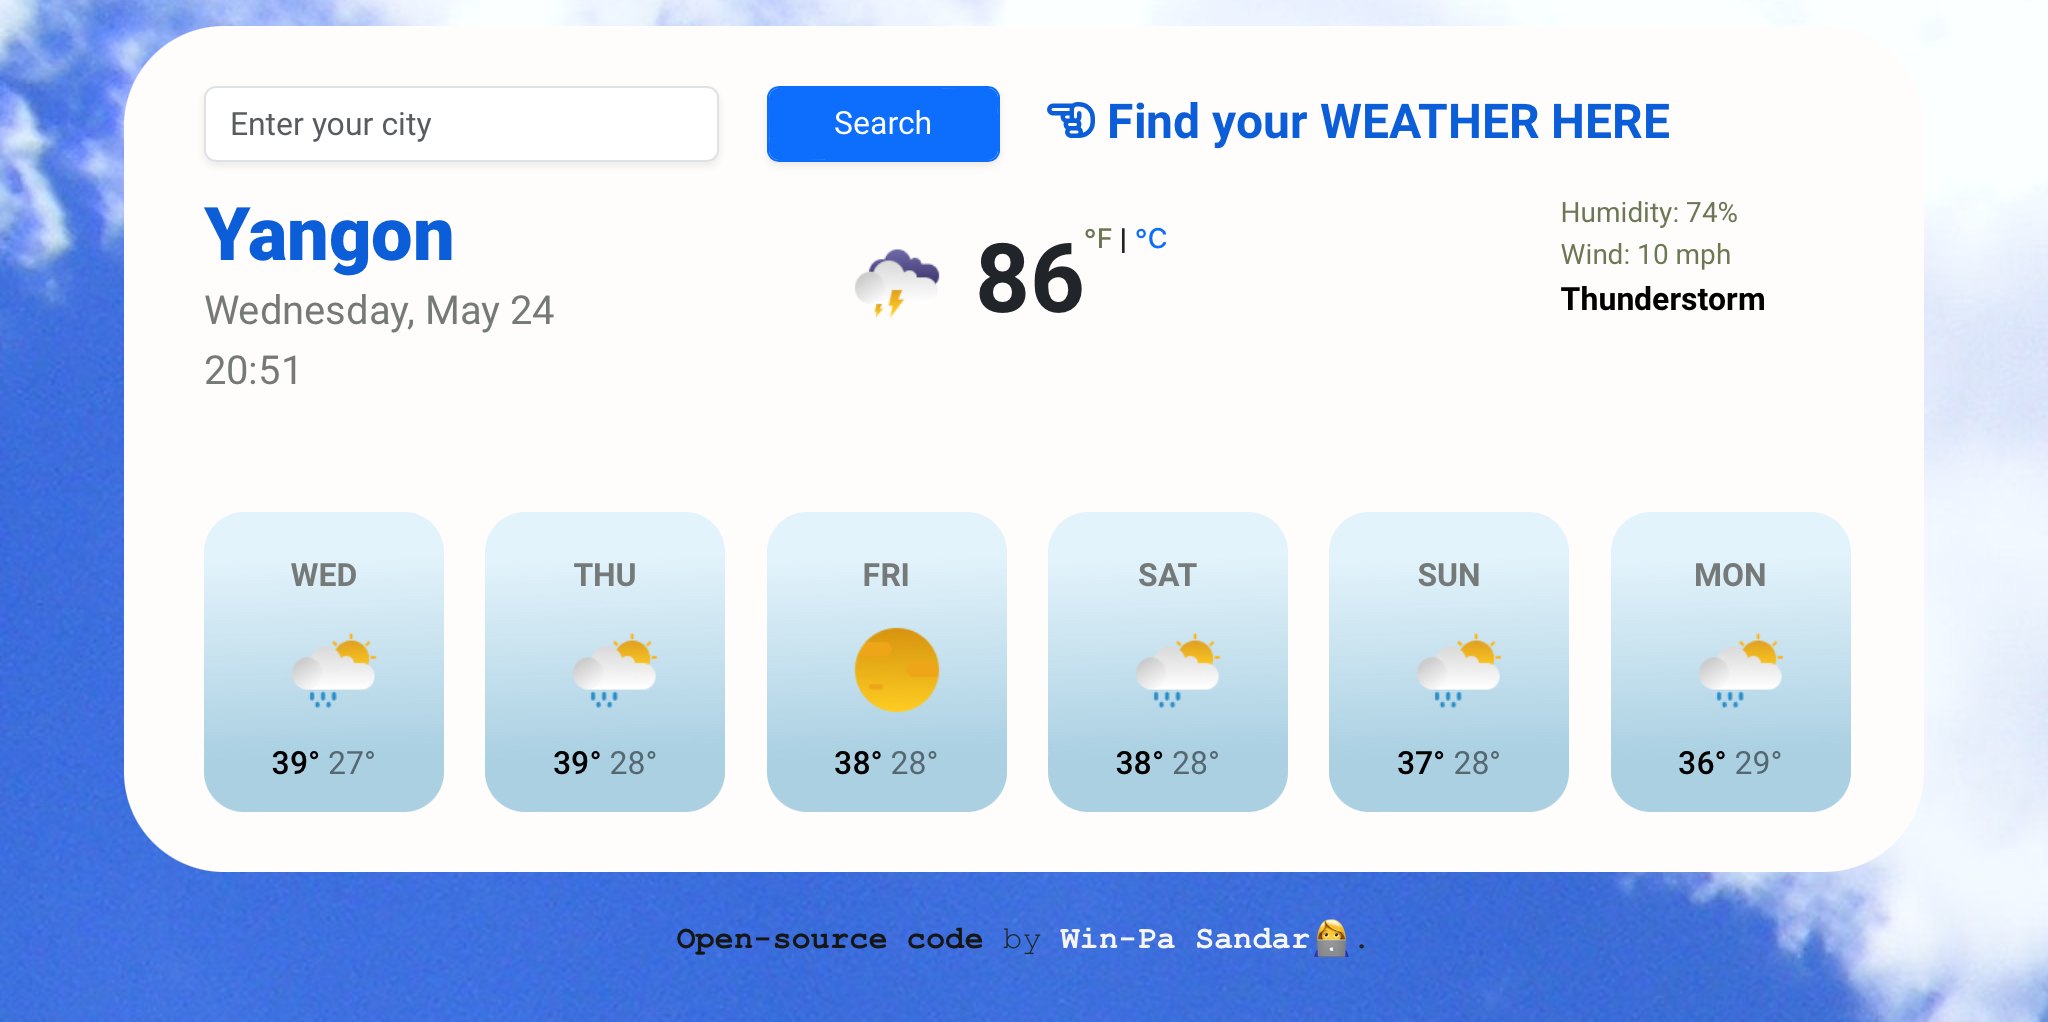 Enter your city
Search
Find your WEATHER HERE
Yangon
Wednesday, May 24
20:51
86 °F | °C
Humidity: 74%
Wind: 10 mph
Thunderstorm
WED
39° 27°
THU
39° 28°
FRI
38° 28°
SAT
38° 28°
SUN
37° 28°
MON
36° 29°
Open-source code by Win-Pa Sandar👩‍💻.